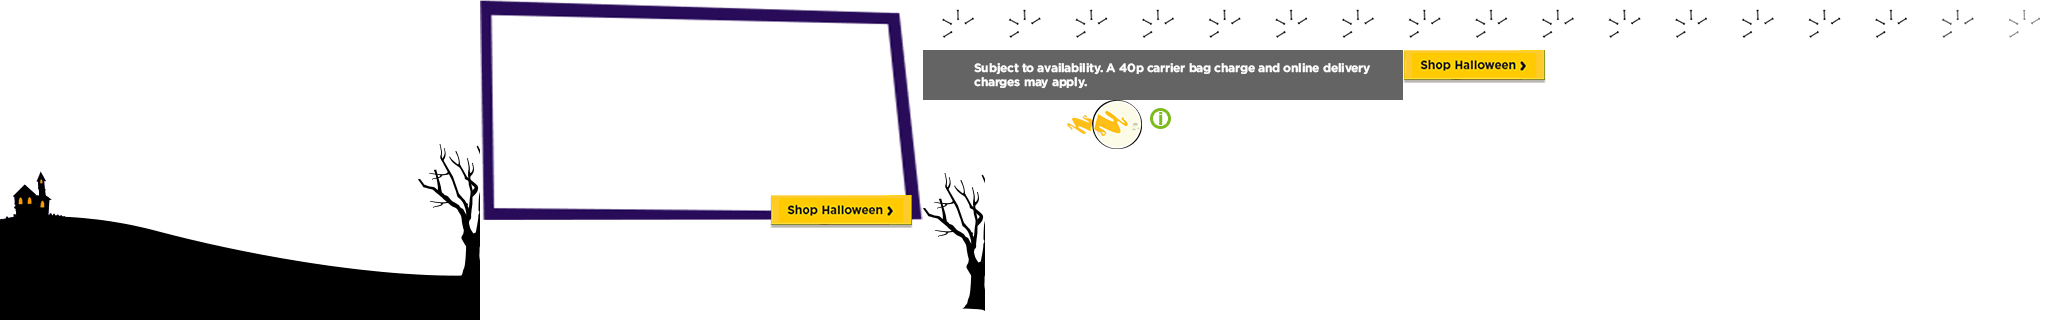 Subject to availability. A 40p carrier bag charge and online delivery
charges may apply.
Shop Halloween ❯
Shop Halloween ❯
i